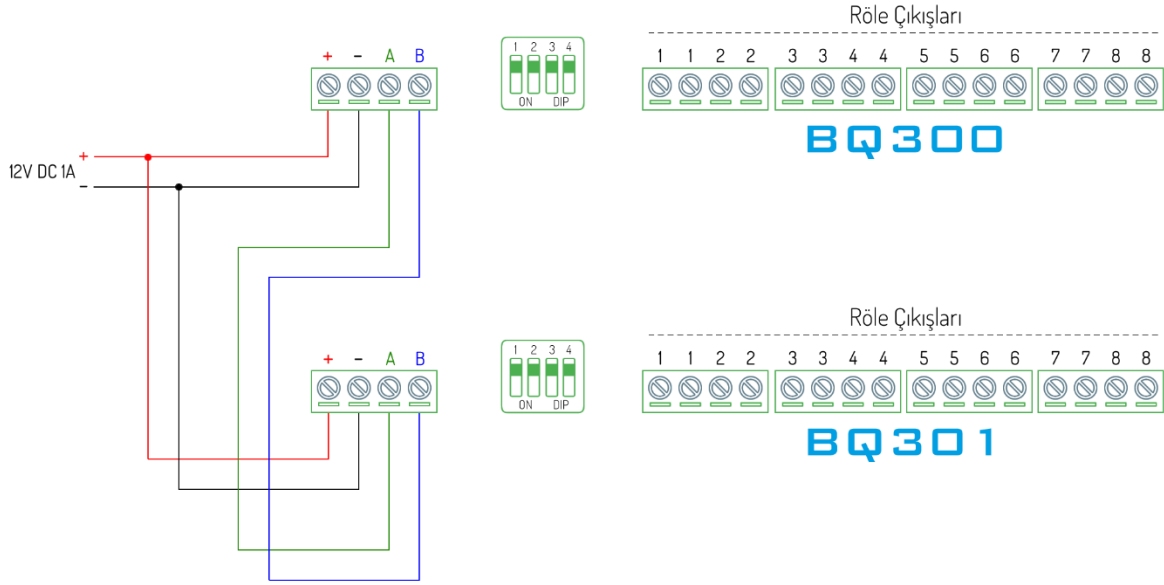 Röle Çıkışları
+ − A B
1 2 3 4
1 1 2 2 3 3 4 4 5 5 6 6 7 7 8 8
ON DIP
BQ300
+
12V DC 1A
−
Röle Çıkışları
+ − A B
1 2 3 4
1 1 2 2 3 3 4 4 5 5 6 6 7 7 8 8
ON DIP
BQ301